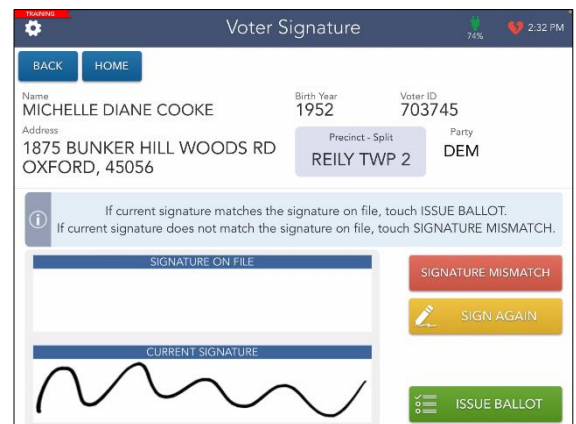 TRAINING
Voter Signature
74%
2:32 PM
BACK HOME
Name Birth Year Voter ID
MICHELLE DIANE COOKE 1952 703745
Address Precinct - Split Party
1875 BUNKER HILL WOODS RD REILY TWP 2 DEM
OXFORD, 45056
If current signature matches the signature on file, touch ISSUE BALLOT.
If current signature does not match the signature on file, touch SIGNATURE MISMATCH.
SIGNATURE ON FILE
SIGNATURE MISMATCH
SIGN AGAIN
CURRENT SIGNATURE
ISSUE BALLOT